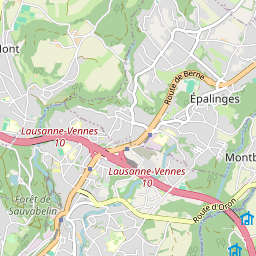 Mont
Route de Berne
Épalinges
Lausanne-Vennes
10
Montb
Lausanne-Vennes
10
Forêt de
Sauvabelin
Route d'Oron